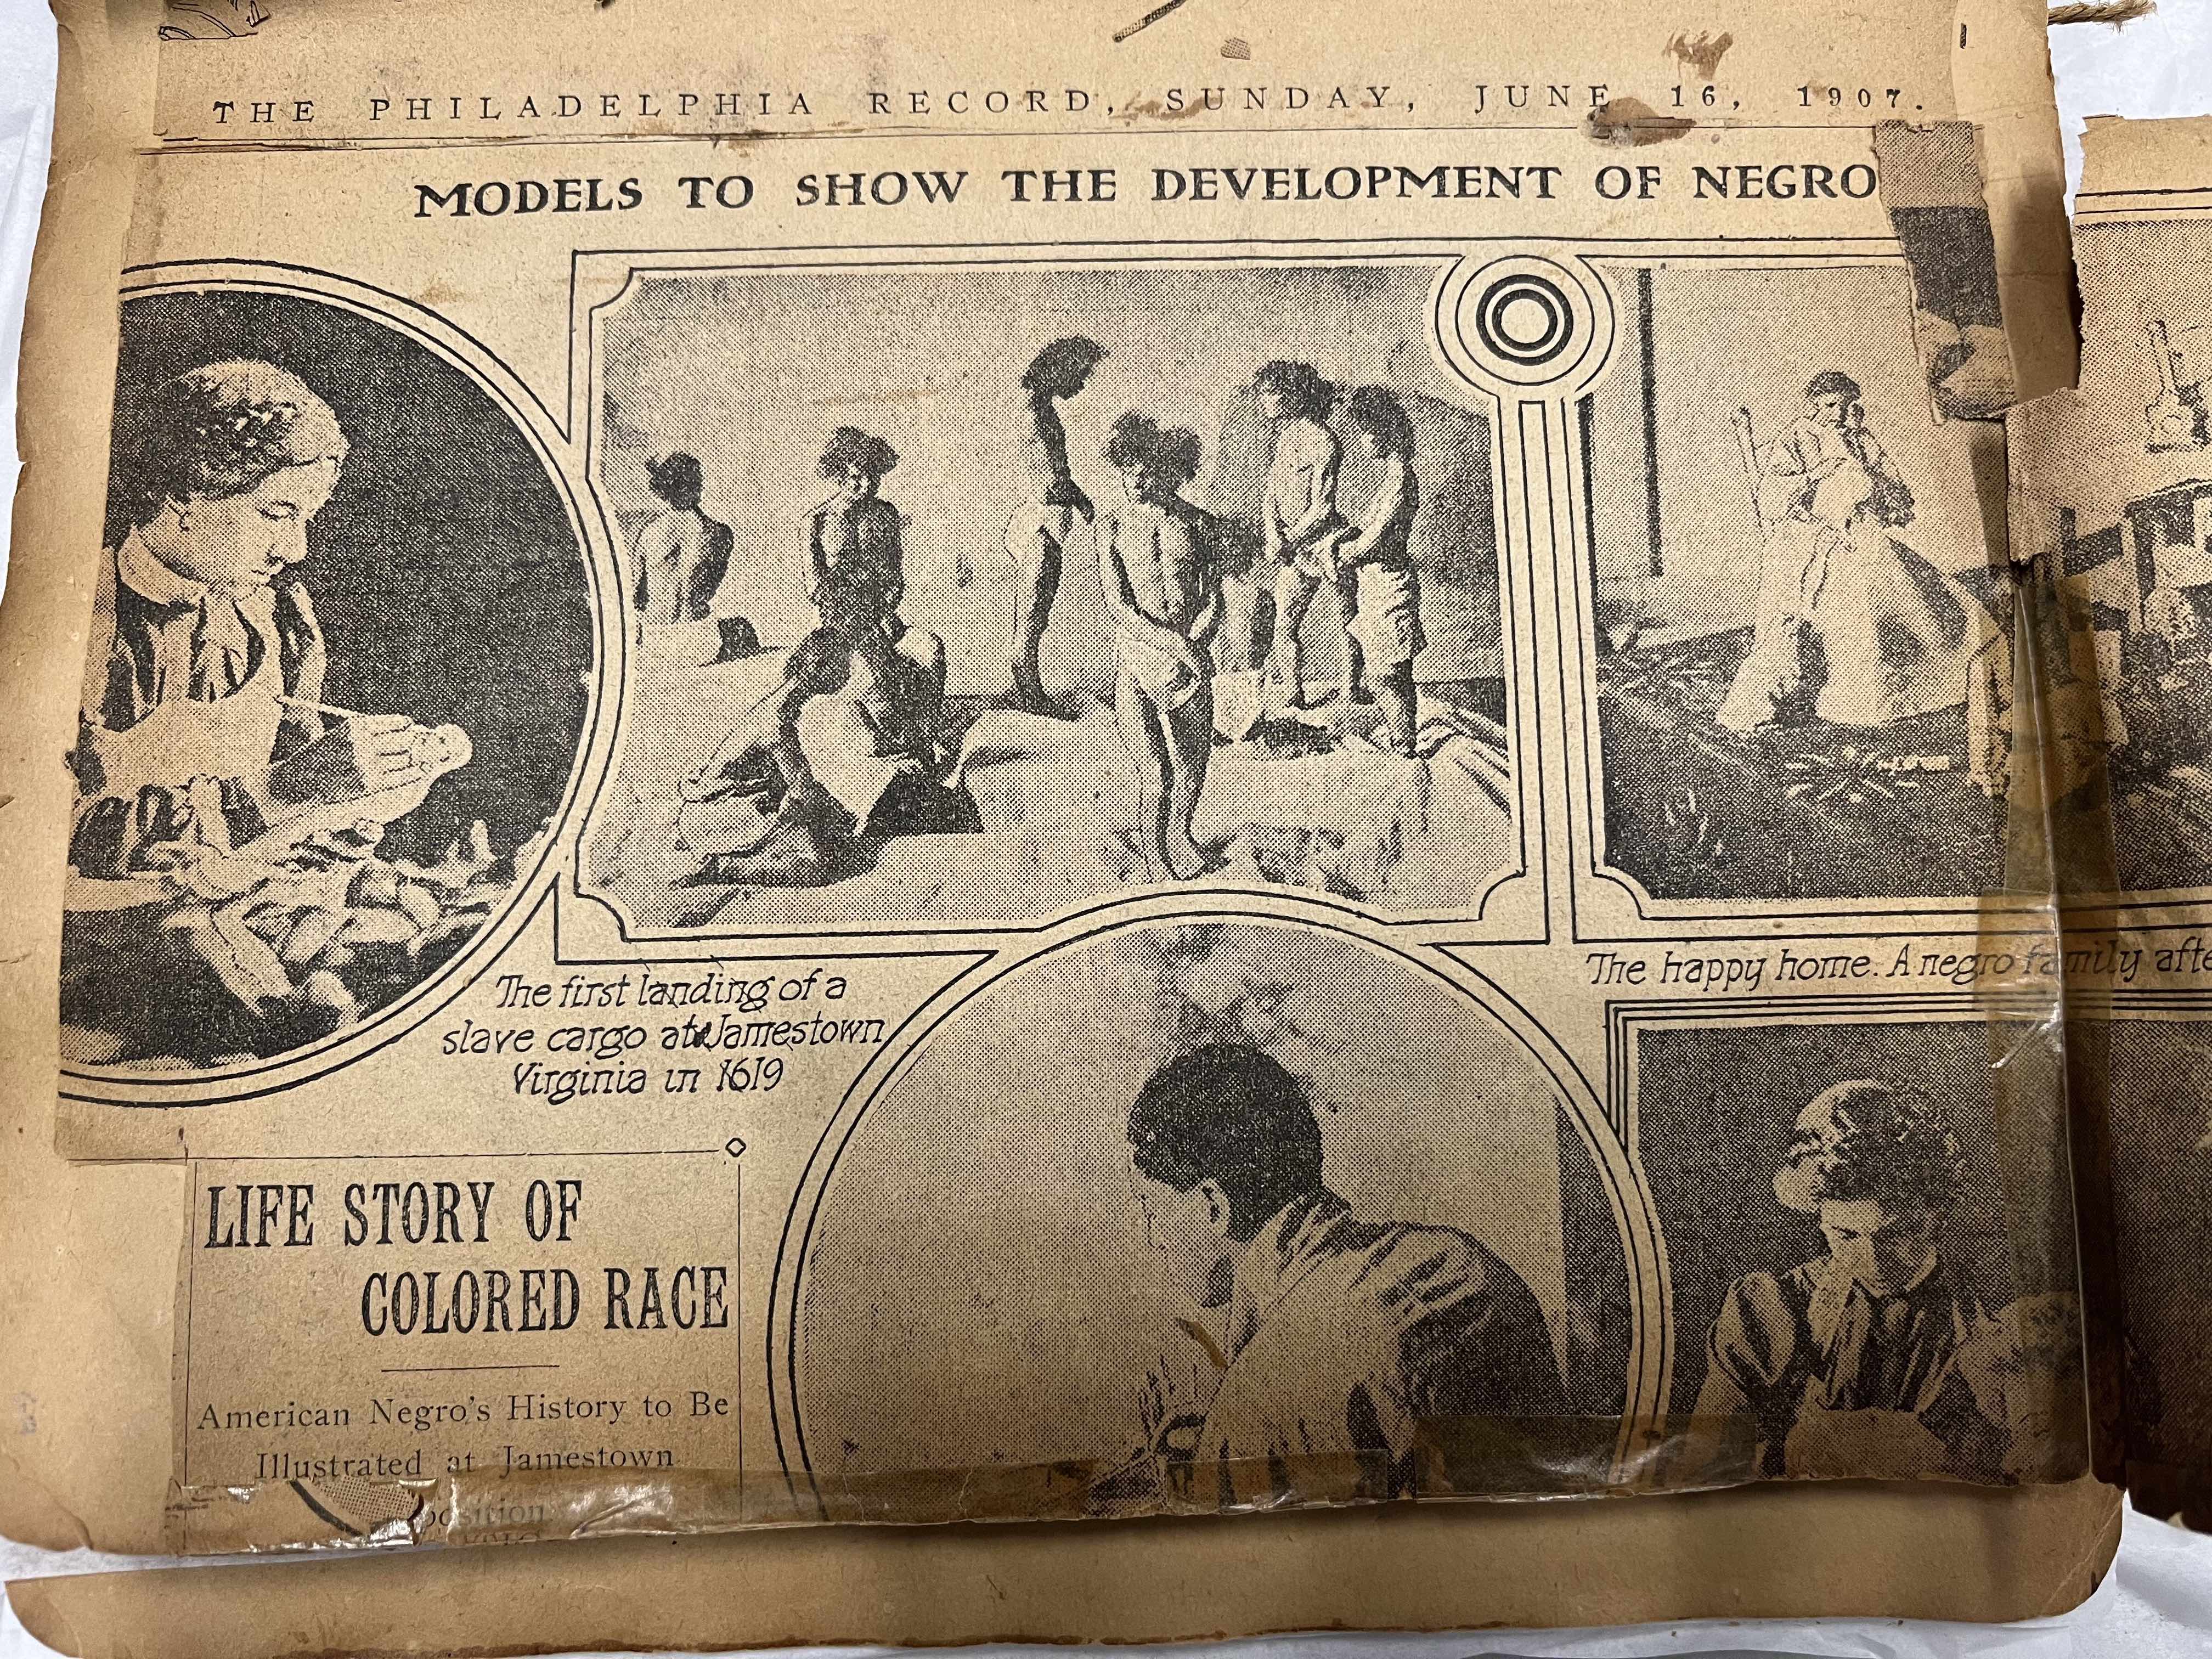 THE PHILADELPHIA RECORD, SUNDAY, JUNE 16, 1907.
MODELS TO SHOW THE DEVELOPMENT OF NEGRO
The first landing of a
slave cargo at Jamestown
Virginia in 1619
The happy home. A negro family afte
LIFE STORY OF
COLORED RACE
American Negro's History to Be
Illustrated at Jamestown
position